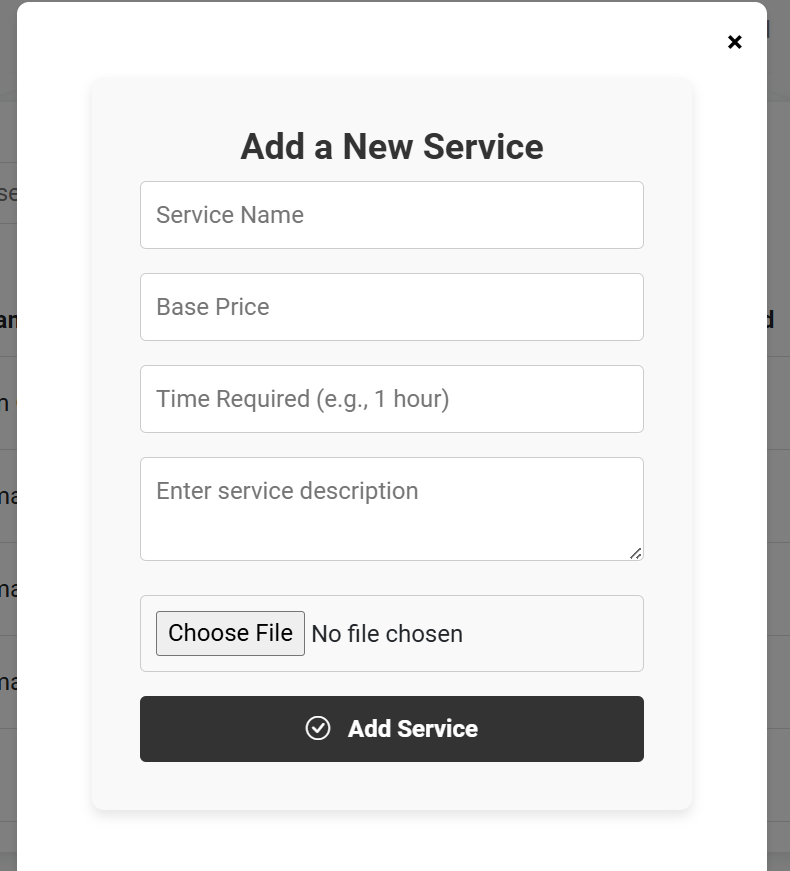 ×
Add a New Service
Service Name
Base Price
Time Required (e.g., 1 hour)
Enter service description
Choose File No file chosen
Add Service